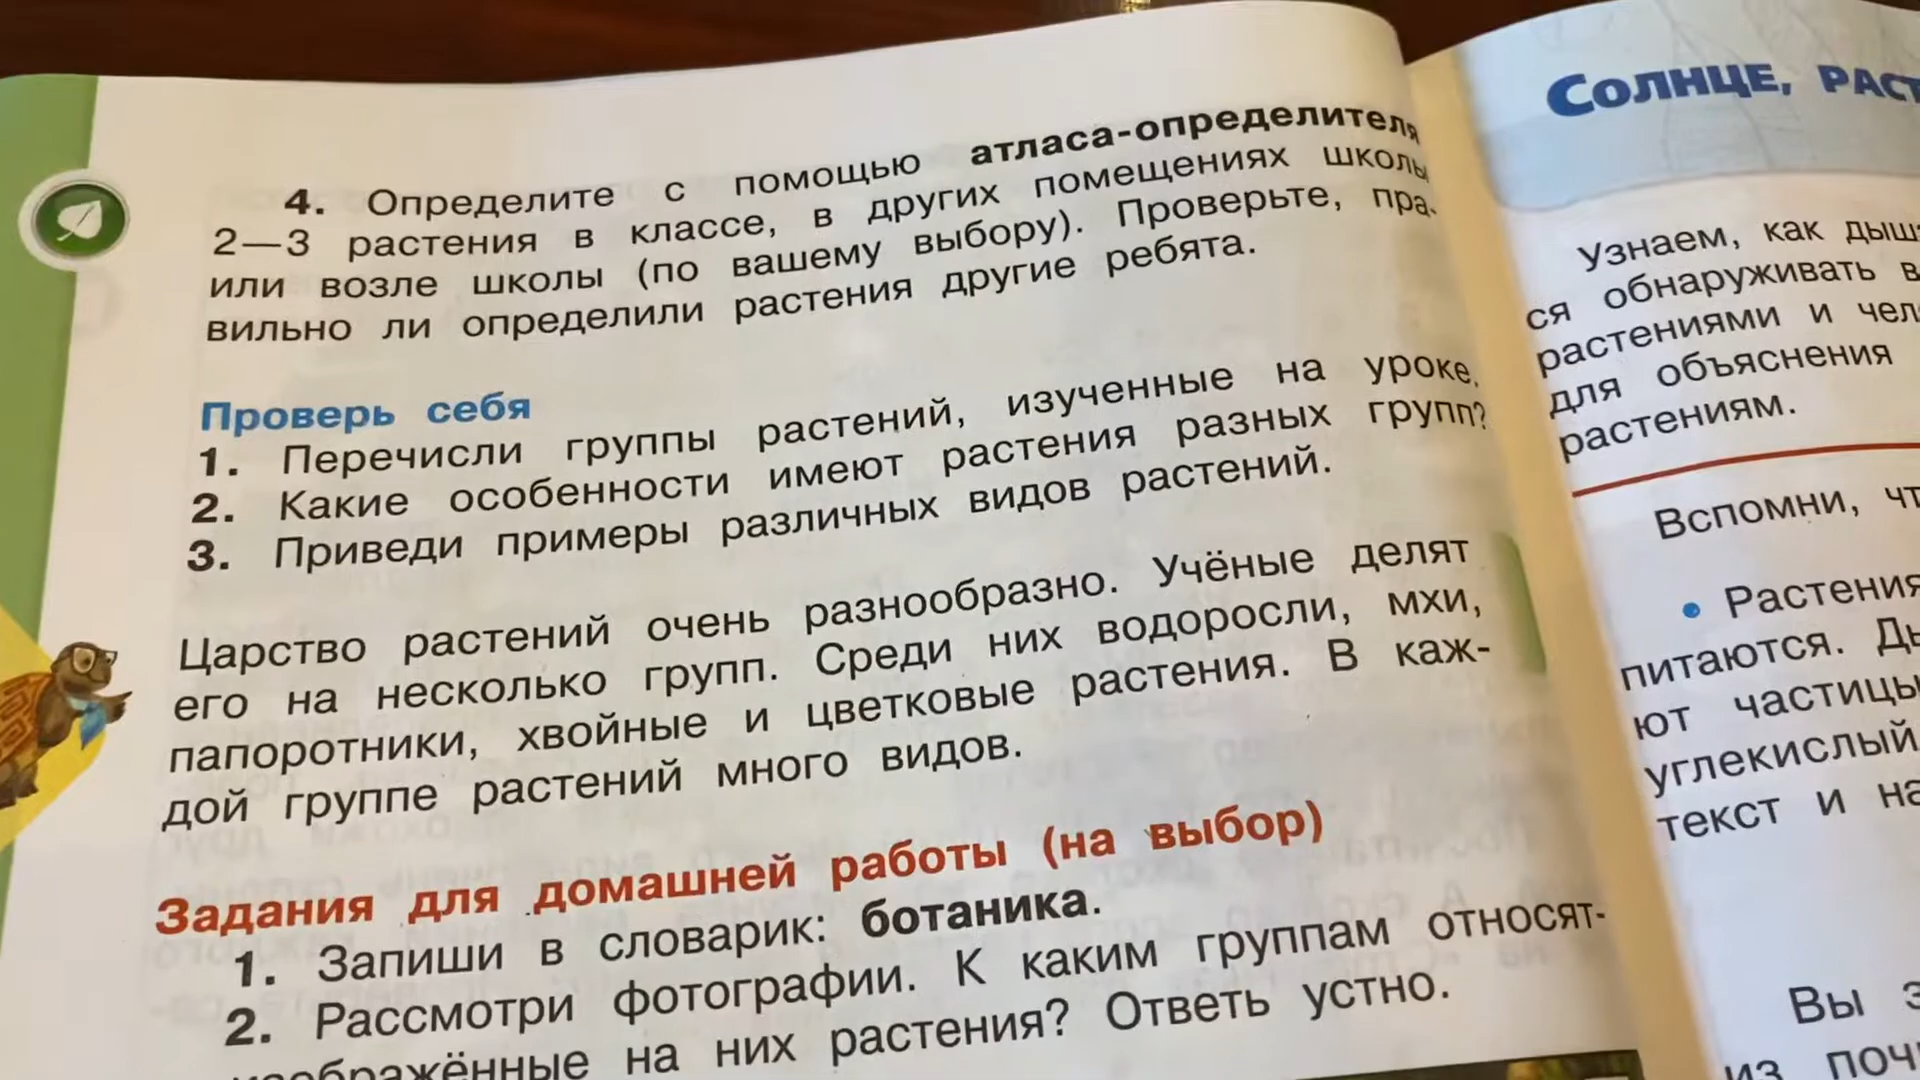 4. Определите с помощью атласа-определителя
2—3 растения в классе, в других помещениях школы
или возле школы (по вашему выбору). Проверьте, пра-
вильно ли определили растения другие ребята.
Проверь себя
1. Перечисли группы растений, изученные на уроке.
2. Какие особенности имеют растения разных групп?
3. Приведи примеры различных видов растений.
Царство растений очень разнообразно. Учёные делят
его на несколько групп. Среди них водоросли, мхи,
папоротники, хвойные и цветковые растения. В каж-
дой группе растений много видов.
Задания для домашней работы (на выбор)
1. Запиши в словарик: ботаника.
2. Рассмотри фотографии. К каким группам относят-
изображённые на них растения? Ответь устно.
Солнце,
Узнаем, как
ся обнаруживать
растениями и
для объяснения
растениям.
Вспомни,
• Растения
питаются.
ют частицы
углекислый
текст и
Вы
из